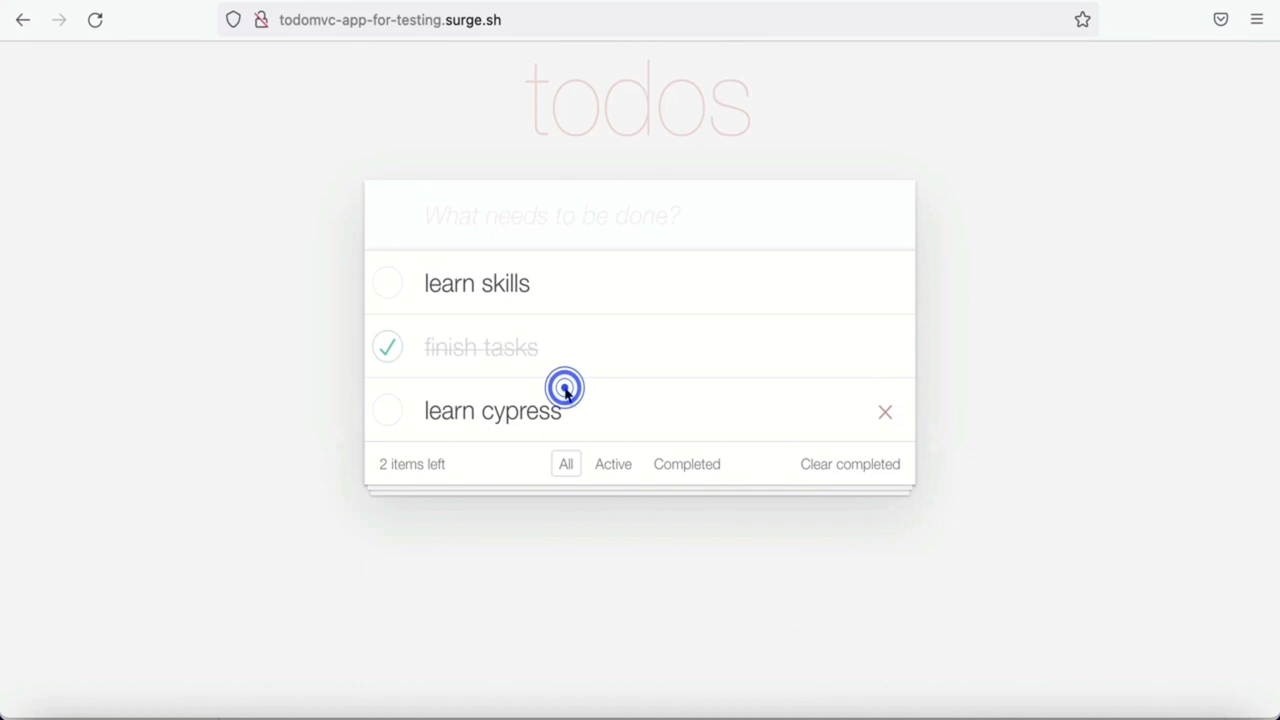 todomvc-app-for-testing.surge.sh
todos
What needs to be done?
learn skills
finish tasks
learn cypress
2 items left All Active Completed Clear completed